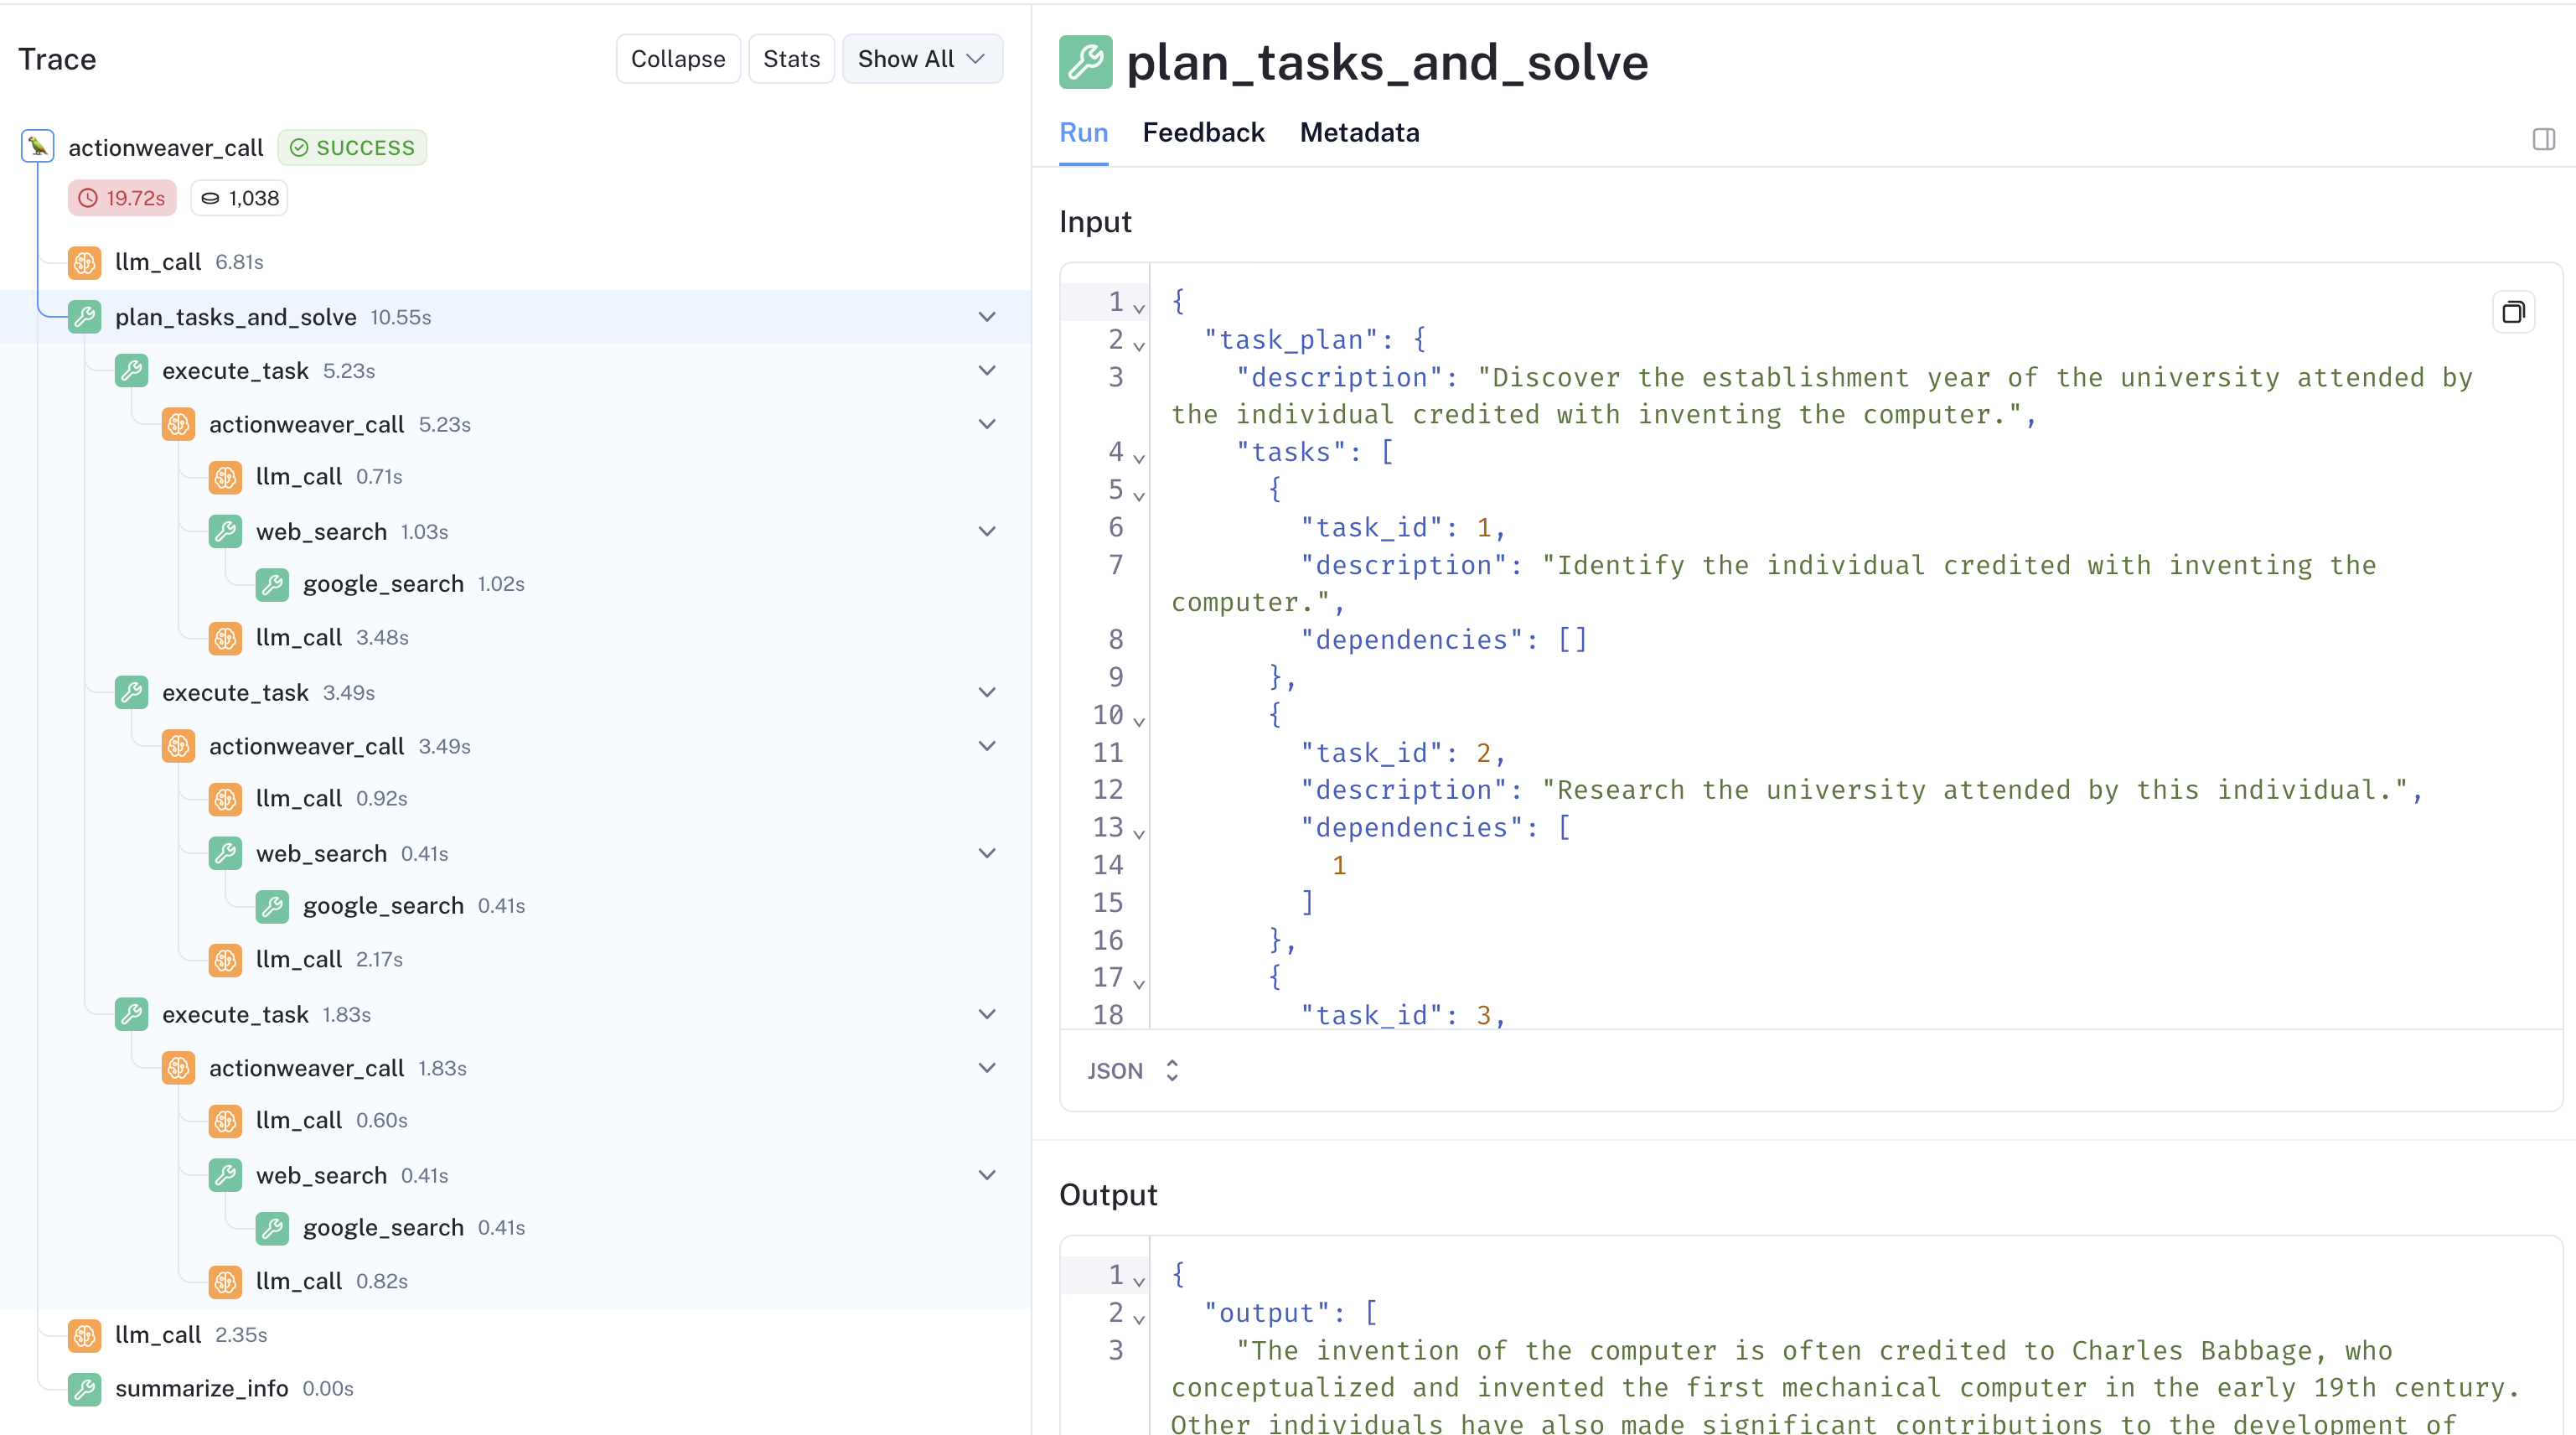 Trace
Collapse
Stats
Show All
actionweaver_call
SUCCESS
19.72s
1,038
llm_call 6.81s
plan_tasks_and_solve 10.55s
execute_task 5.23s
actionweaver_call 5.23s
llm_call 0.71s
web_search 1.03s
google_search 1.02s
llm_call 3.48s
execute_task 3.49s
actionweaver_call 3.49s
llm_call 0.92s
web_search 0.41s
google_search 0.41s
llm_call 2.17s
execute_task 1.83s
actionweaver_call 1.83s
llm_call 0.60s
web_search 0.41s
google_search 0.41s
llm_call 0.82s
llm_call 2.35s
summarize_info 0.00s
plan_tasks_and_solve
Run
Feedback
Metadata
Input
1 {
2 "task_plan": {
3 "description": "Discover the establishment year of the university attended by
the individual credited with inventing the computer.",
4 "tasks": [
5 {
6 "task_id": 1,
7 "description": "Identify the individual credited with inventing the
computer.",
8 "dependencies": []
9 },
10 {
11 "task_id": 2,
12 "description": "Research the university attended by this individual.",
13 "dependencies": [
14 1
15 ]
16 },
17 {
18 "task_id": 3,
JSON
Output
1 {
2 "output": [
3 "The invention of the computer is often credited to Charles Babbage, who
conceptualized and invented the first mechanical computer in the early 19th century.
Other individuals have also made significant contributions to the development of